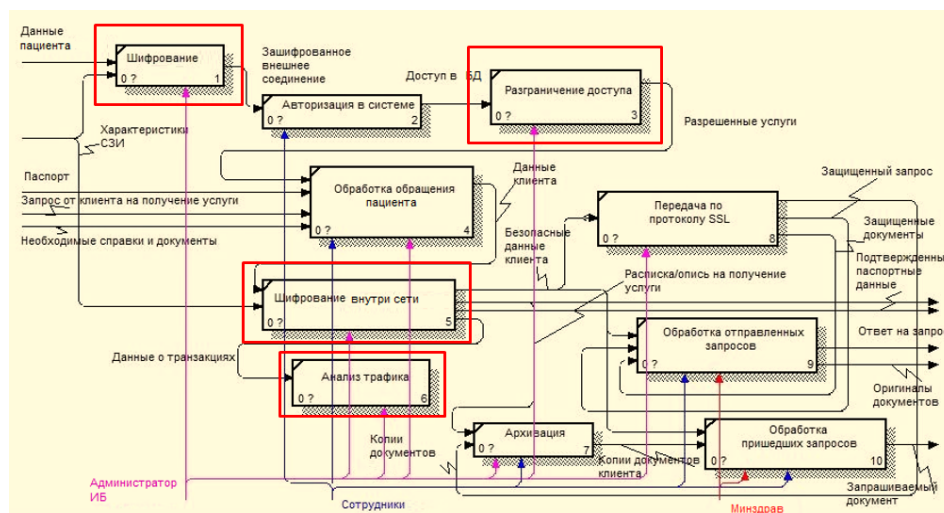 Данные
пациента
Шифрование
0 ?
1
Зашифрованное
внешнее
соединение
Авторизация в системе
0 ?
2
Доступ в БД
Разграничение доступа
0 ?
3
Разрешенные услуги
Характеристики
СЗИ
Паспорт
Запрос от клиента на получение услуги
Необходимые справки и документы
Обработка обращения
пациента
0 ?
4
Данные
клиента
Безопасные
данные
клиента
Передача по
протоколу SSL
0 ?
8
Защищенный запрос
Защищенные
документы
Подтвержденны
паспортные
данные
Расписка/опись на получение
услуги
Шифрование внутри сети
0 ?
5
Обработка отправленных
запросов
0 ?
9
Ответ на запро
Оригиналы
документов
Данные о транзакциях
Анализ трафика
0 ?
6
Копии
документов
Архивация
0 ?
7
Копии документов
клиента
Обработка
пришедших запросов
0 ?
10
Запрашиваемый
документ
Администратор
ИБ
Сотрудники
Минздрав